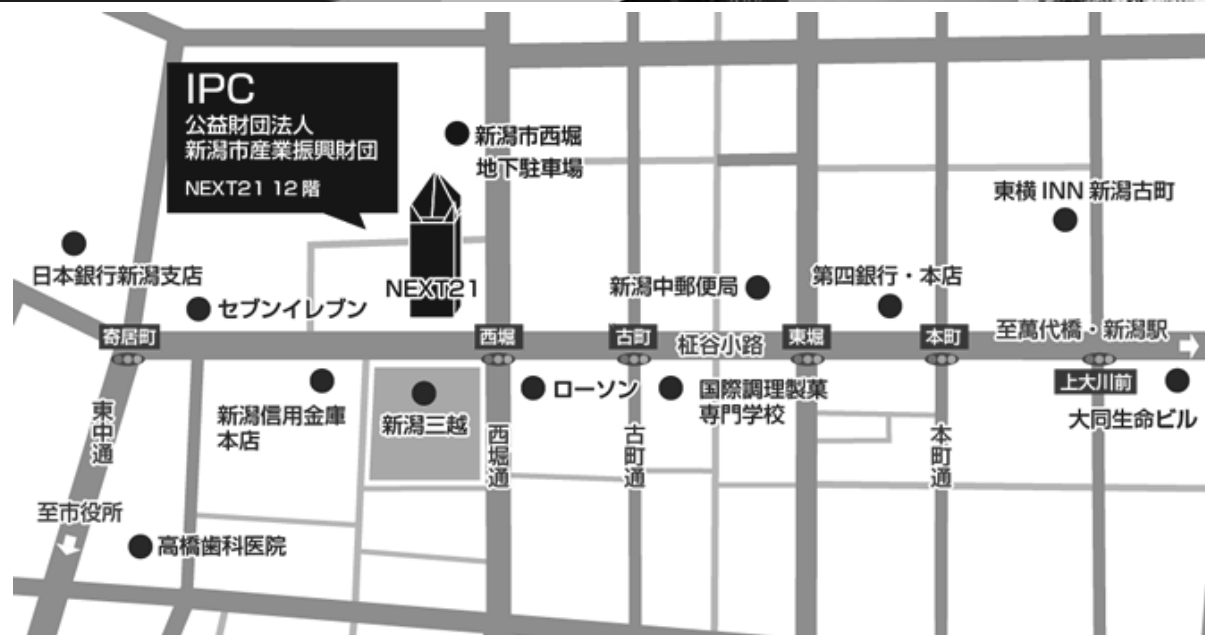 IPC
公益財団法人
新潟市産業振興財団
NEXT21 12階
新潟市西堀
地下駐車場
東横INN 新潟古町
日本銀行新潟支店
セブンイレブン
NEXT21
新潟中郵便局
第四銀行・本店
寄居町
西堀
古町
柾谷小路
東堀
本町
至萬代橋・新潟駅
上大川前
新潟信用金庫
本店
新潟三越
ローソン
国際調理製菓
専門学校
大同生命ビル
東中通
西堀通
古町通
本町通
至市役所
高橋歯科医院